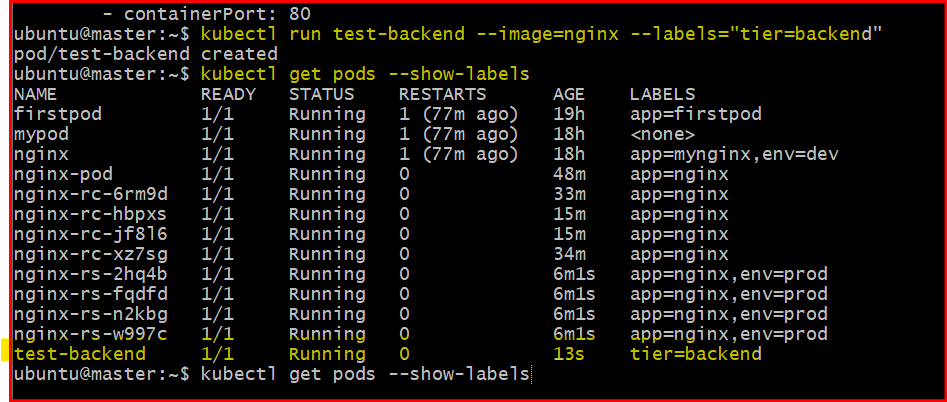 - containerPort: 80
ubuntu@master:~$ kubectl run test-backend --image=nginx --labels="tier=backend"
pod/test-backend created
ubuntu@master:~$ kubectl get pods --show-labels
NAME READY STATUS RESTARTS AGE LABELS
firstpod 1/1 Running 1 (77m ago) 19h app=firstpod
mypod 1/1 Running 1 (77m ago) 18h <none>
nginx 1/1 Running 1 (77m ago) 18h app=mynginx,env=dev
nginx-pod 1/1 Running 0 48m app=nginx
nginx-rc-6rm9d 1/1 Running 0 33m app=nginx
nginx-rc-hbpxs 1/1 Running 0 15m app=nginx
nginx-rc-jf8l6 1/1 Running 0 15m app=nginx
nginx-rc-xz7sg 1/1 Running 0 34m app=nginx
nginx-rs-2hq4b 1/1 Running 0 6m1s app=nginx,env=prod
nginx-rs-fqdfd 1/1 Running 0 6m1s app=nginx,env=prod
nginx-rs-n2kbg 1/1 Running 0 6m1s app=nginx,env=prod
nginx-rs-w997c 1/1 Running 0 6m1s app=nginx,env=prod
test-backend 1/1 Running 0 13s tier=backend
ubuntu@master:~$ kubectl get pods --show-labels